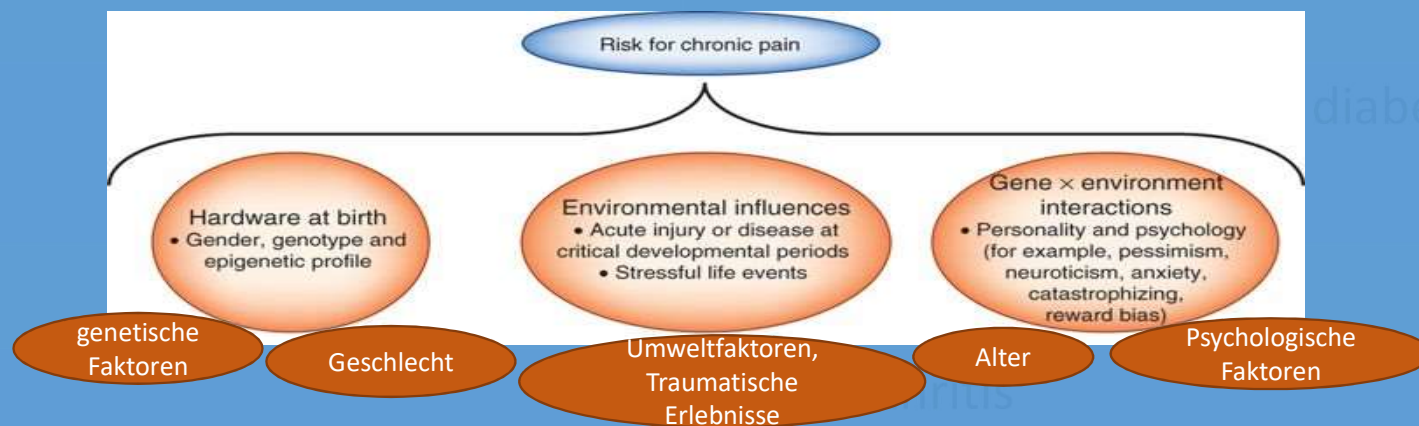 Risk for chronic pain
Hardware at birth
• Gender, genotype and
epigenetic profile
Environmental influences
• Acute injury or disease at
critical developmental periods
• Stressful life events
Gene × environment
interactions
• Personality and psychology
(for example, pessimism,
neuroticism, anxiety,
catastrophizing,
reward bias)
genetische
Faktoren
Geschlecht
Umweltfaktoren,
Traumatische
Erlebnisse
Alter
Psychologische
Faktoren